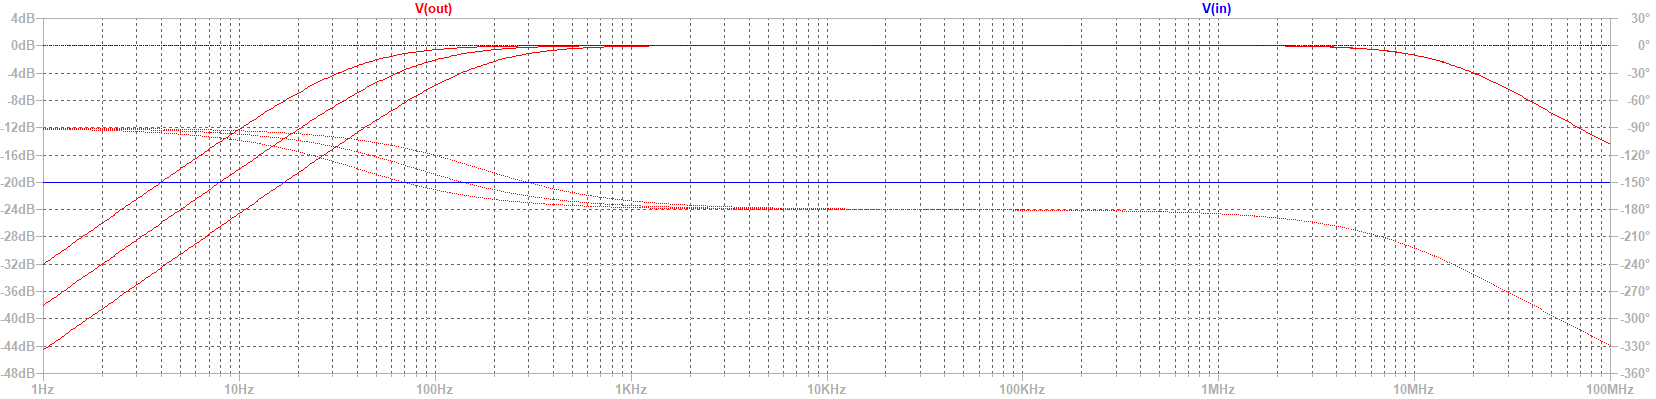 V(out) V(in)
4dB 30°
0dB 0°
-4dB -30°
-8dB -60°
-12dB -90°
-16dB -120°
-20dB -150°
-24dB -180°
-28dB -210°
-32dB -240°
-36dB -270°
-40dB -300°
-44dB -330°
-48dB -360°
1Hz 10Hz 100Hz 1KHz 10KHz 100KHz 1MHz 10MHz 100MHz